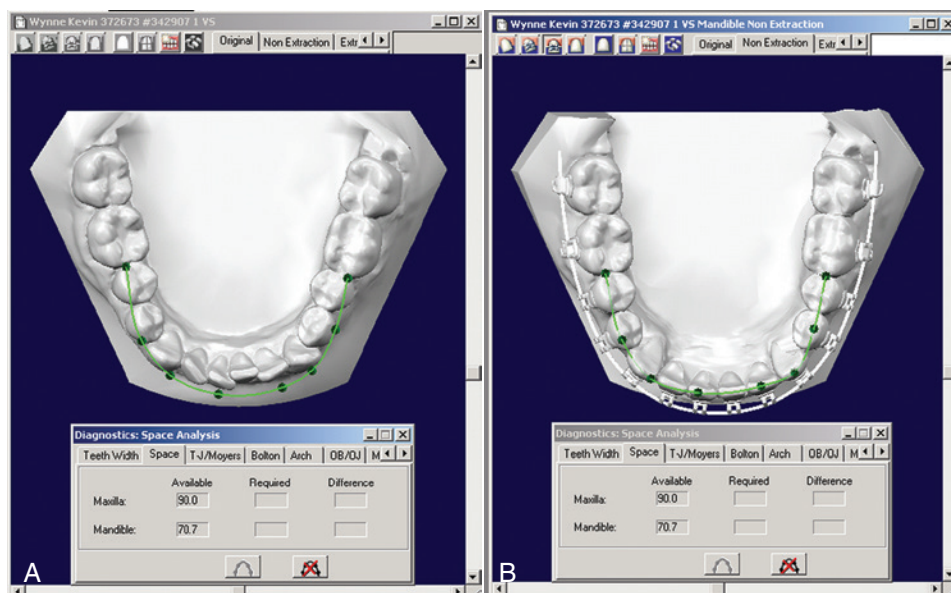 Wynne Kevin 372673 #342907 1 VS
Original
Non Extraction
Extr
Diagnostics: Space Analysis
Teeth Width
Space
T-J/Moyers
Bolton
Arch
OB/OJ
M
Available
Required
Difference
Maxilla:
90.0
Mandible:
70.7
A
Wynne Kevin 372673 #342907 1 VS Mandible Non Extraction
Original
Non Extraction
Extr
Diagnostics: Space Analysis
Teeth Width
Space
T-J/Moyers
Bolton
Arch
OB/OJ
M
Available
Required
Difference
Maxilla:
90.0
Mandible:
70.7
B